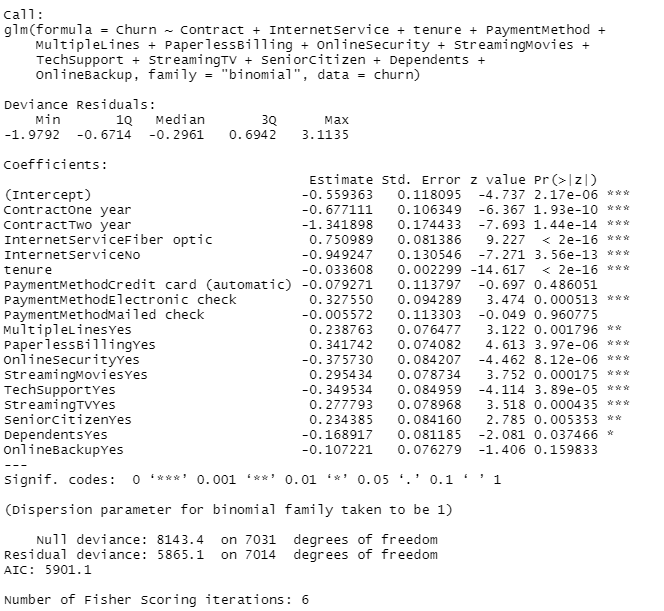 Call:
glm(formula = Churn ~ Contract + InternetService + tenure + PaymentMethod +
    MultipleLines + PaperlessBilling + OnlineSecurity + StreamingMovies +
    TechSupport + StreamingTV + SeniorCitizen + Dependents +
    OnlineBackup, family = "binomial", data = churn)

Deviance Residuals:
    Min       1Q   Median       3Q      Max
-1.9792  -0.6714  -0.2961   0.6942   3.1135

Coefficients:
                                      Estimate Std. Error z value Pr(>|z|)
(Intercept)                          -0.559363   0.118095  -4.737 2.17e-06 ***
ContractOne year                     -0.677111   0.106349  -6.367 1.93e-10 ***
ContractTwo year                     -1.341898   0.174433  -7.693 1.44e-14 ***
InternetServiceFiber optic            0.750989   0.081386   9.227  < 2e-16 ***
InternetServiceNo                    -0.949247   0.130546  -7.271 3.56e-13 ***
tenure                               -0.033608   0.002299 -14.617  < 2e-16 ***
PaymentMethodCredit card (automatic) -0.079271   0.113797  -0.697 0.486051
PaymentMethodElectronic check         0.327550   0.094289   3.474 0.000513 ***
PaymentMethodMailed check            -0.005572   0.113303  -0.049 0.960775
MultipleLinesYes                      0.238763   0.076477   3.122 0.001796 **
PaperlessBillingYes                   0.341742   0.074082   4.613 3.97e-06 ***
OnlineSecurityYes                    -0.375730   0.084207  -4.462 8.12e-06 ***
StreamingMoviesYes                    0.295434   0.078734   3.752 0.000175 ***
TechSupportYes                       -0.349534   0.084959  -4.114 3.89e-05 ***
StreamingTVYes                        0.277793   0.078968   3.518 0.000435 ***
SeniorCitizenYes                      0.234385   0.084160   2.785 0.005353 **
DependentsYes                        -0.168917   0.081185  -2.081 0.037466 *
OnlineBackupYes                      -0.107221   0.076279  -1.406 0.159833
---
Signif. codes:  0 ‘***’ 0.001 ‘**’ 0.01 ‘*’ 0.05 ‘.’ 0.1 ‘ ’ 1

(Dispersion parameter for binomial family taken to be 1)

    Null deviance: 8143.4  on 7031  degrees of freedom
Residual deviance: 5865.1  on 7014  degrees of freedom
AIC: 5901.1

Number of Fisher Scoring iterations: 6